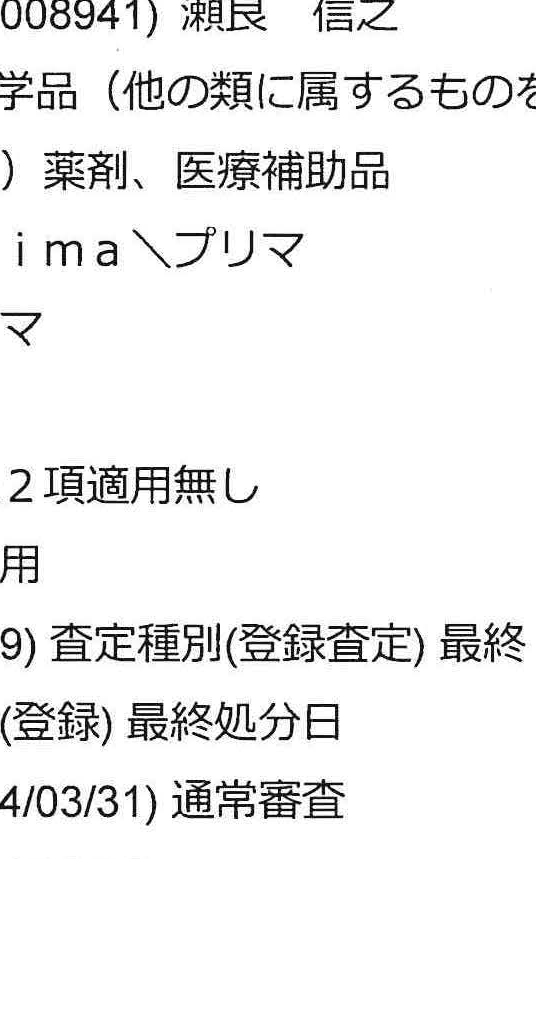 008941) 瀬良　信之
学品（他の類に属するものを
）薬剤、医療補助品
ｉｍａ＼プリマ
マ
２項適用無し
用
9) 査定種別(登録査定) 最終
(登録) 最終処分日
4/03/31) 通常審査